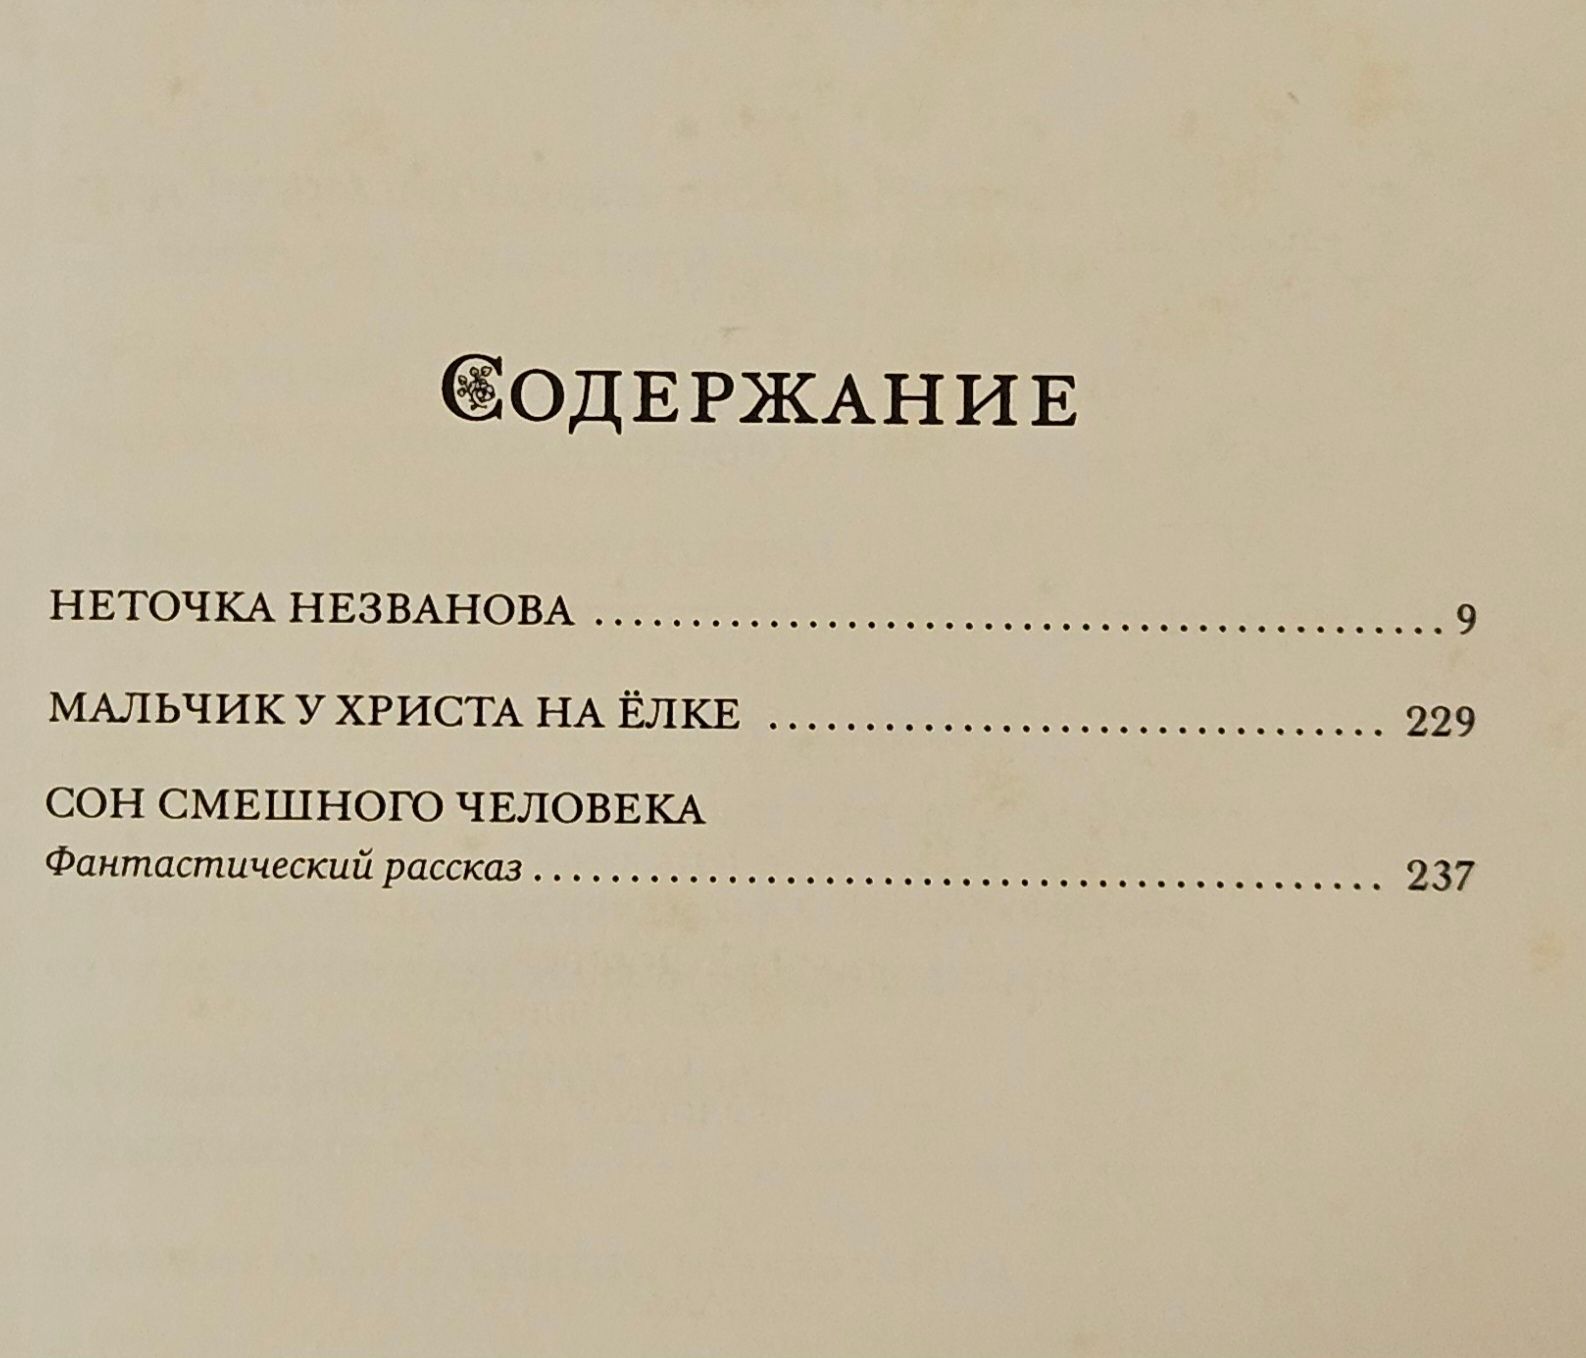 СОДЕРЖАНИЕ
НЕТОЧКА НЕЗВАНОВА ............................................ 9
МАЛЬЧИК У ХРИСТА НА ЁЛКЕ ................................ 229
СОН СМЕШНОГО ЧЕЛОВЕКА
Фантастический рассказ ............................................ 237